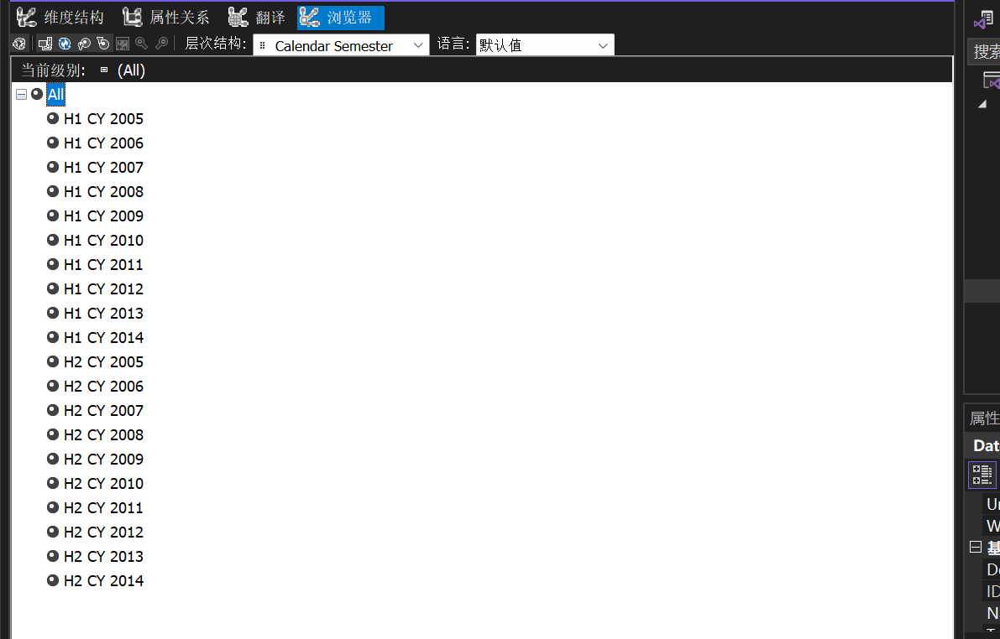 维度结构 属性关系 翻译 浏览器
层次结构: Calendar Semester 语言: 默认值
当前级别: (All)
All
H1 CY 2005
H1 CY 2006
H1 CY 2007
H1 CY 2008
H1 CY 2009
H1 CY 2010
H1 CY 2011
H1 CY 2012
H1 CY 2013
H1 CY 2014
H2 CY 2005
H2 CY 2006
H2 CY 2007
H2 CY 2008
H2 CY 2009
H2 CY 2010
H2 CY 2011
H2 CY 2012
H2 CY 2013
H2 CY 2014
搜索
属性
Dat
基
ID